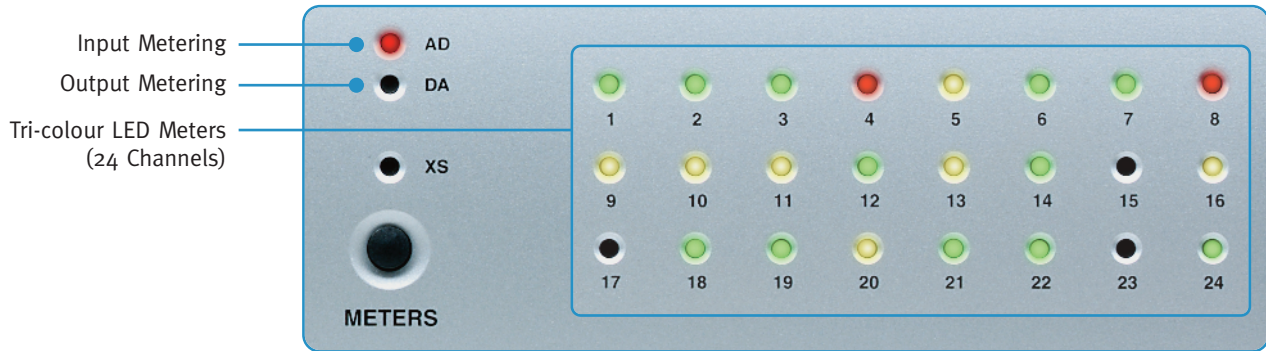 Input Metering
AD
Output Metering
DA
Tri-colour LED Meters
(24 Channels)
XS
METERS
1 2 3 4 5 6 7 8
9 10 11 12 13 14 15 16
17 18 19 20 21 22 23 24